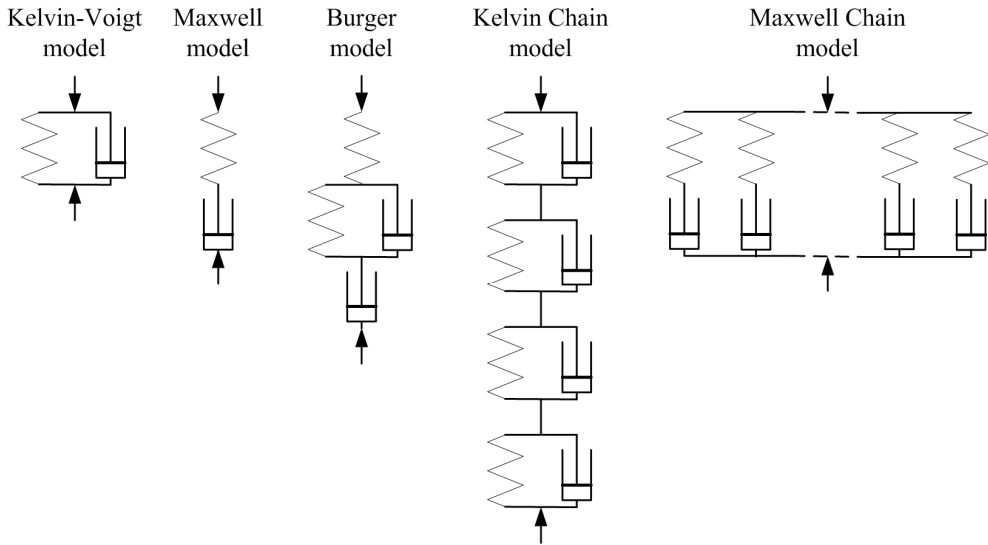 Kelvin-Voigt
model
Maxwell
model
Burger
model
Kelvin Chain
model
Maxwell Chain
model